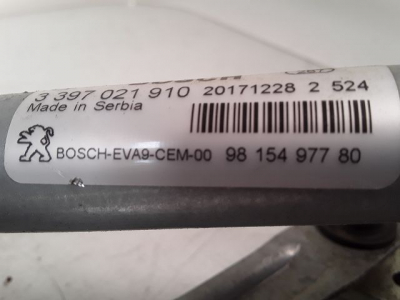 3 397 021 910 20171228 2 524
Made in Serbia
BOSCH-EVA9-CEM-00 98 154 977 80